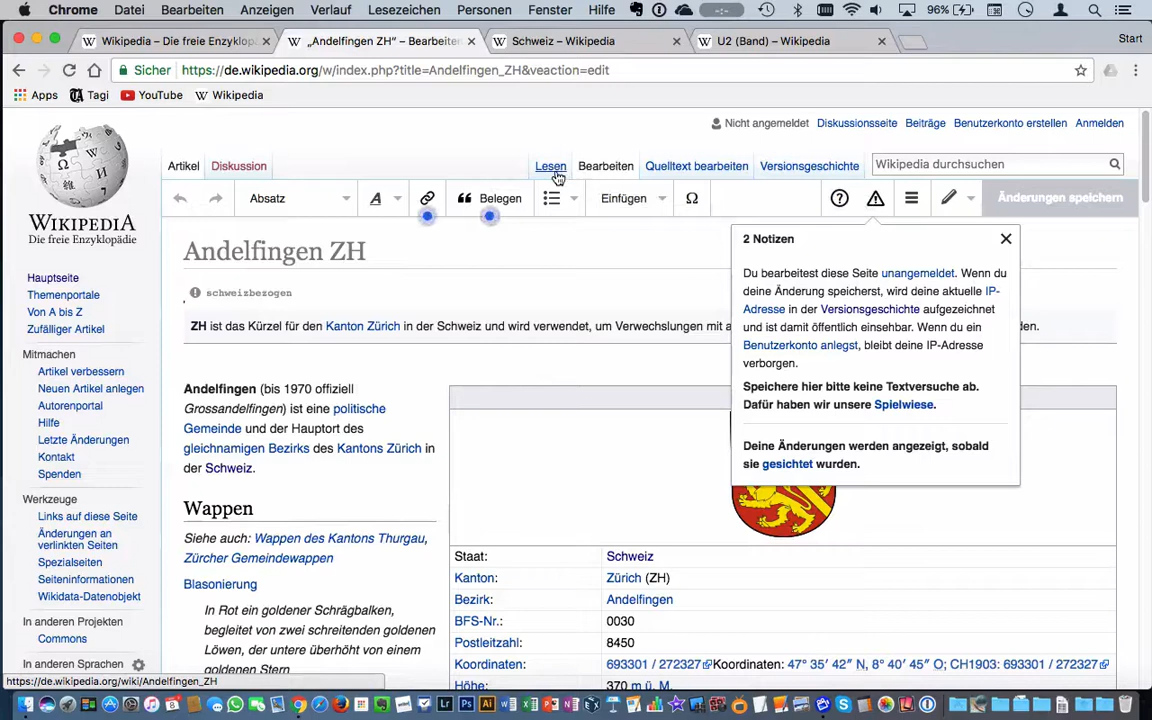 Chrome Datei Bearbeiten Anzeigen Verlauf Lesezeichen Personen Fenster Hilfe 96%
Wikipedia – Die freie Enzyklop „Andelfingen ZH“ – Bearbeiten Schweiz – Wikipedia U2 (Band) – Wikipedia Start
Sicher https://de.wikipedia.org/w/index.php?title=Andelfingen_ZH&veaction=edit
Apps Tagi YouTube Wikipedia
Nicht angemeldet Diskussionsseite Beiträge Benutzerkonto erstellen Anmelden
Artikel Diskussion Lesen Bearbeiten Quelltext bearbeiten Versionsgeschichte Wikipedia durchsuchen
Absatz A Belegen Einfügen Ω Änderungen speichern
WIKIPEDIA
Die freie Enzyklopädie
Hauptseite
Themenportale
Von A bis Z
Zufälliger Artikel
Mitmachen
Artikel verbessern
Neuen Artikel anlegen
Autorenportal
Hilfe
Letzte Änderungen
Kontakt
Spenden
Werkzeuge
Links auf diese Seite
Änderungen an
verlinkten Seiten
Spezialseiten
Seiteninformationen
Wikidata-Datenobjekt
In anderen Projekten
Commons
In anderen Sprachen
Andelfingen ZH
schweizbezogen
ZH ist das Kürzel für den Kanton Zürich in der Schweiz und wird verwendet, um Verwechslungen mit a den.
Andelfingen (bis 1970 offiziell
Grossandelfingen) ist eine politische
Gemeinde und der Hauptort des
gleichnamigen Bezirks des Kantons Zürich in
der Schweiz.
Wappen
Siehe auch: Wappen des Kantons Thurgau,
Zürcher Gemeindewappen
Blasonierung
In Rot ein goldener Schrägbalken,
begleitet von zwei schreitenden goldenen
Löwen, der untere überhöht von einem
goldenen Stern
2 Notizen
Du bearbeitest diese Seite unangemeldet. Wenn du
deine Änderung speicherst, wird deine aktuelle IP-
Adresse in der Versionsgeschichte aufgezeichnet
und ist damit öffentlich einsehbar. Wenn du ein
Benutzerkonto anlegst, bleibt deine IP-Adresse
verborgen.
Speichere hier bitte keine Textversuche ab.
Dafür haben wir unsere Spielwiese.
Deine Änderungen werden angezeigt, sobald
sie gesichtet wurden.
Staat: Schweiz
Kanton: Zürich (ZH)
Bezirk: Andelfingen
BFS-Nr.: 0030
Postleitzahl: 8450
Koordinaten: 693301 / 272327Koordinaten: 47° 35′ 42″ N, 8° 40′ 45″ O; CH1903: 693301 / 272327
Höhe: 370 m ü. M.
https://de.wikipedia.org/wiki/Andelfingen_ZH